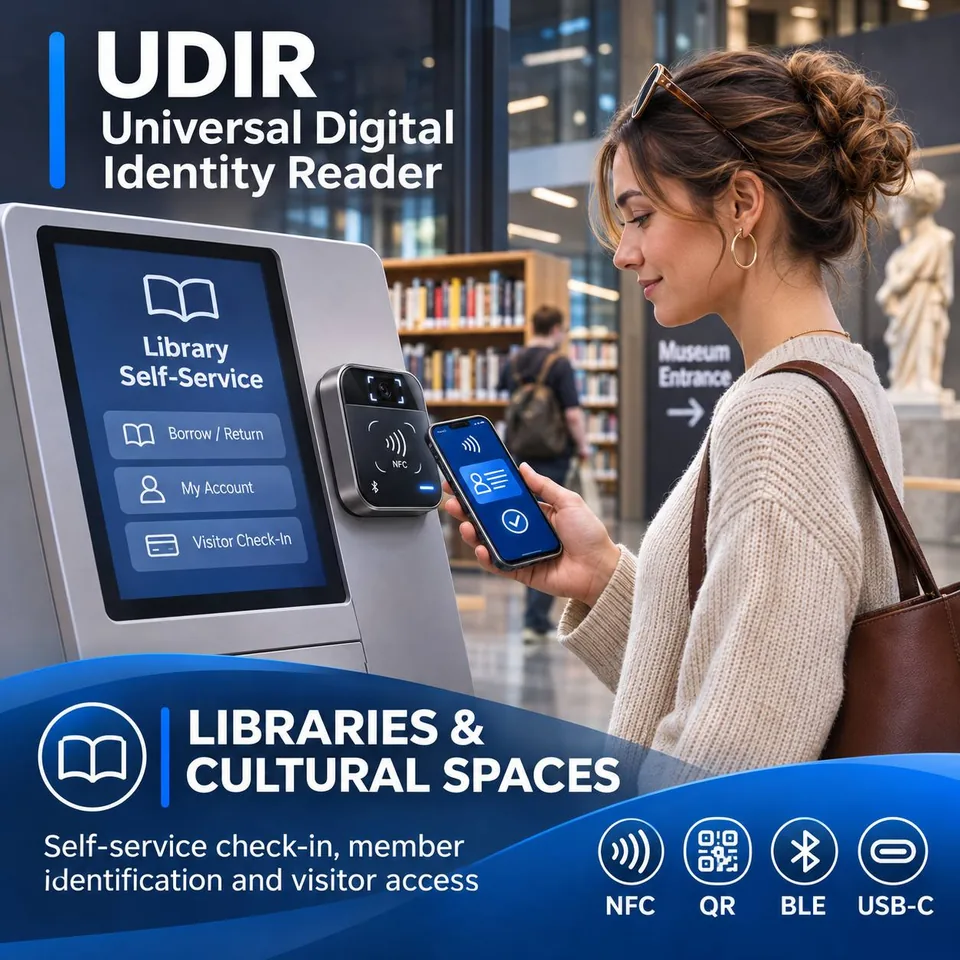 UDIR
Universal Digital
Identity Reader
Library
Self-Service
Borrow / Return
My Account
Visitor Check-In
NFC
Museum
Entrance
LIBRARIES &
CULTURAL SPACES
Self-service check-in, member
identification and visitor access
NFC
QR
BLE
USB-C